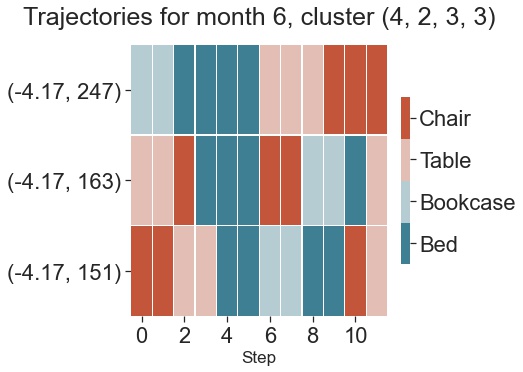 Trajectories for month 6, cluster (4, 2, 3, 3)
(-4.17, 247)
(-4.17, 163)
(-4.17, 151)
0 2 4 6 8 10
Step
Chair
Table
Bookcase
Bed